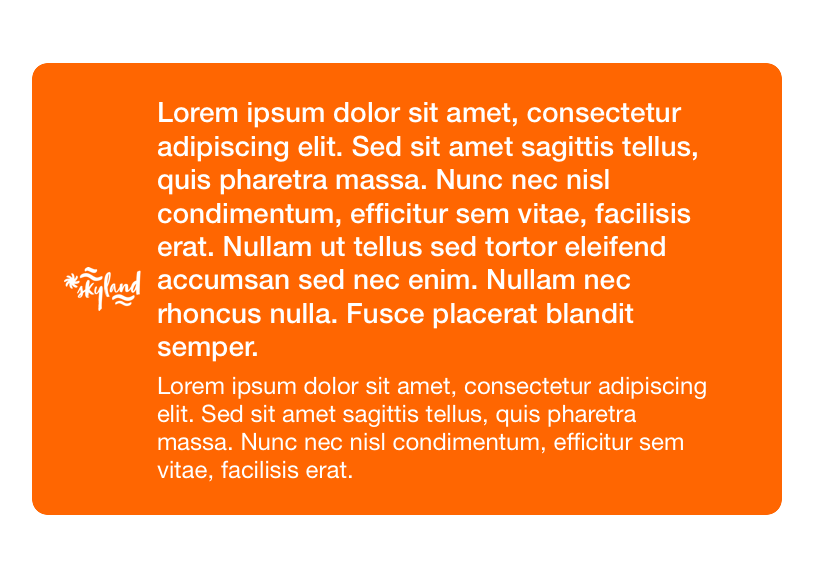 Lorem ipsum dolor sit amet, consectetur
adipiscing elit. Sed sit amet sagittis tellus,
quis pharetra massa. Nunc nec nisl
condimentum, efficitur sem vitae, facilisis
erat. Nullam ut tellus sed tortor eleifend
accumsan sed nec enim. Nullam nec
rhoncus nulla. Fusce placerat blandit
semper.
skyland
Lorem ipsum dolor sit amet, consectetur adipiscing
elit. Sed sit amet sagittis tellus, quis pharetra
massa. Nunc nec nisl condimentum, efficitur sem
vitae, facilisis erat.